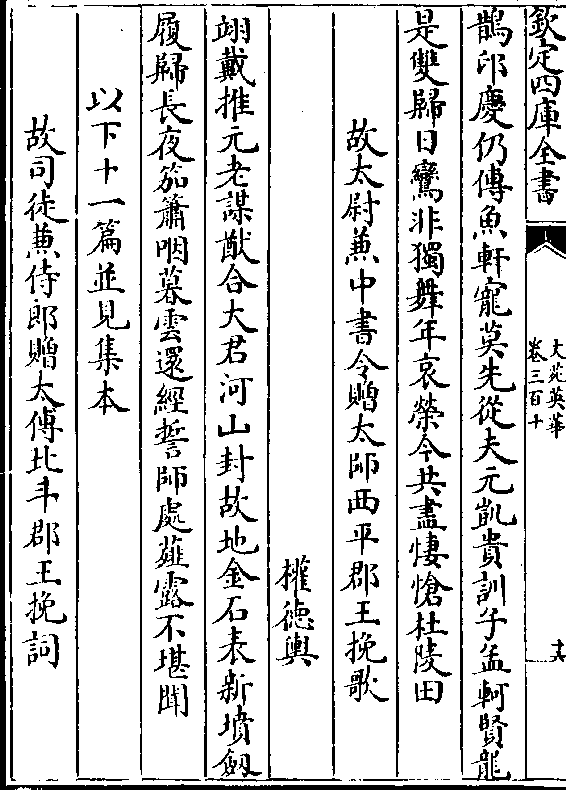 欽定四庫全書
文苑英華
卷三百十
十六
鵲印慶仍傳魚軒寵莫先從夫元凱貴訓子孟軻賢龍
是雙歸日鸞非獨舞年哀榮今共盡悽愴杜陵田
故太尉兼中書令贈太師西平郡王挽歌
權德輿
翊戴推元老謀猷合大君河山封故地金石表新墳劔
履歸長夜笳簫咽暮雲還經誓師處薤露不堪聞
以下十一篇並見集本
故司徒兼侍郎贈太傅北斗郡王挽詞